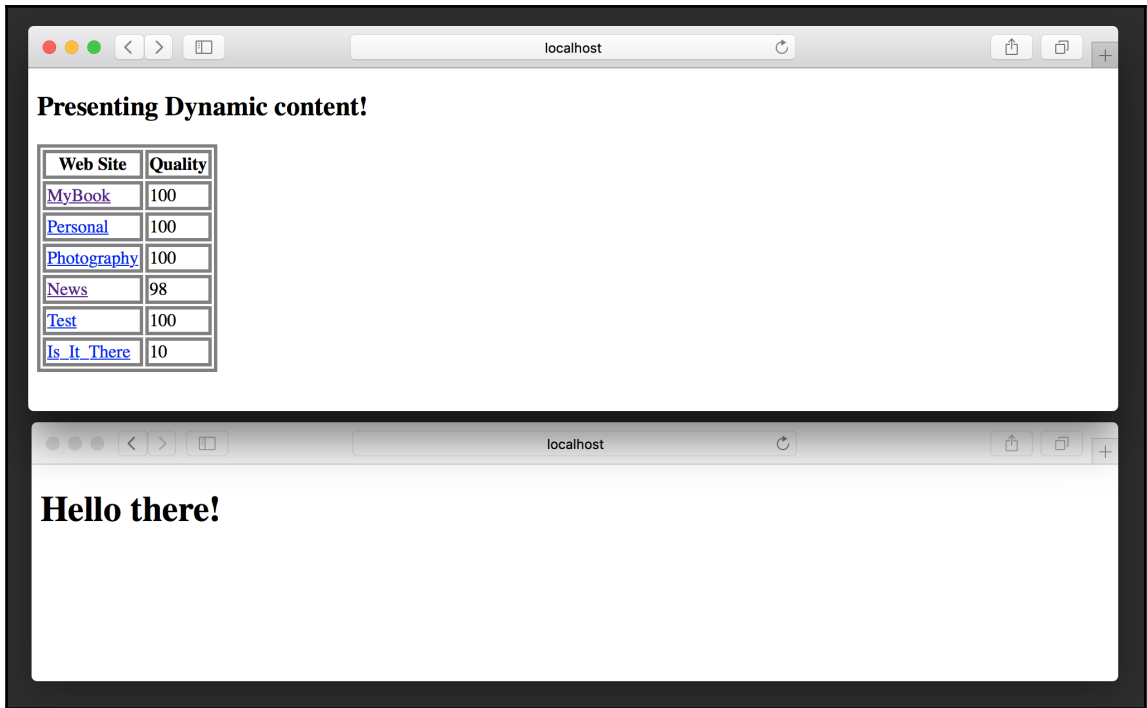 localhost
Presenting Dynamic content!
Web Site Quality
MyBook 100
Personal 100
Photography 100
News 98
Test 100
Is_It_There 10
localhost
Hello there!